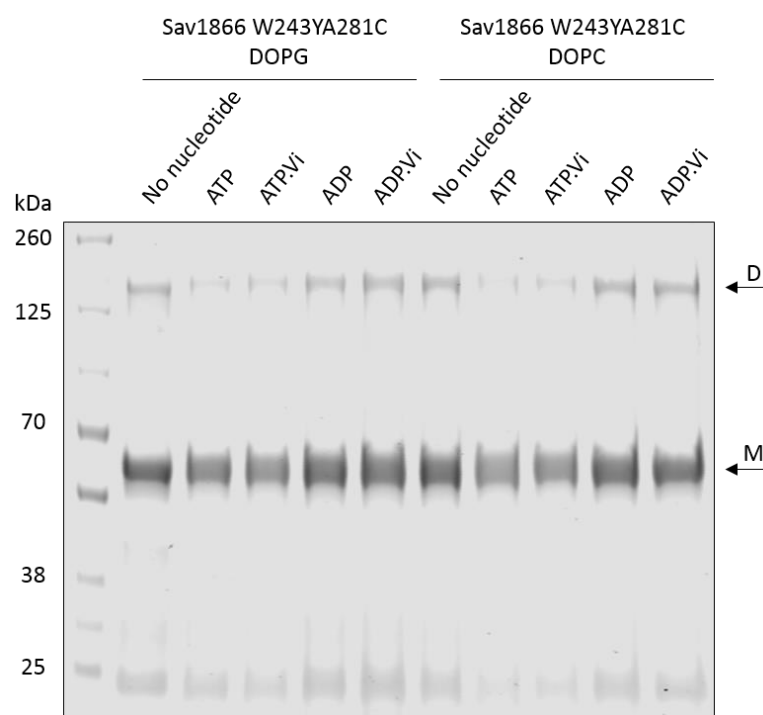 Sav1866 W243YA281C
DOPG
Sav1866 W243YA281C
DOPC
No nucleotide
ATP
ATP.Vi
ADP
ADP.Vi
No nucleotide
ATP
ATP.Vi
ADP
ADP.Vi
kDa
260
D
125
70
M
38
25